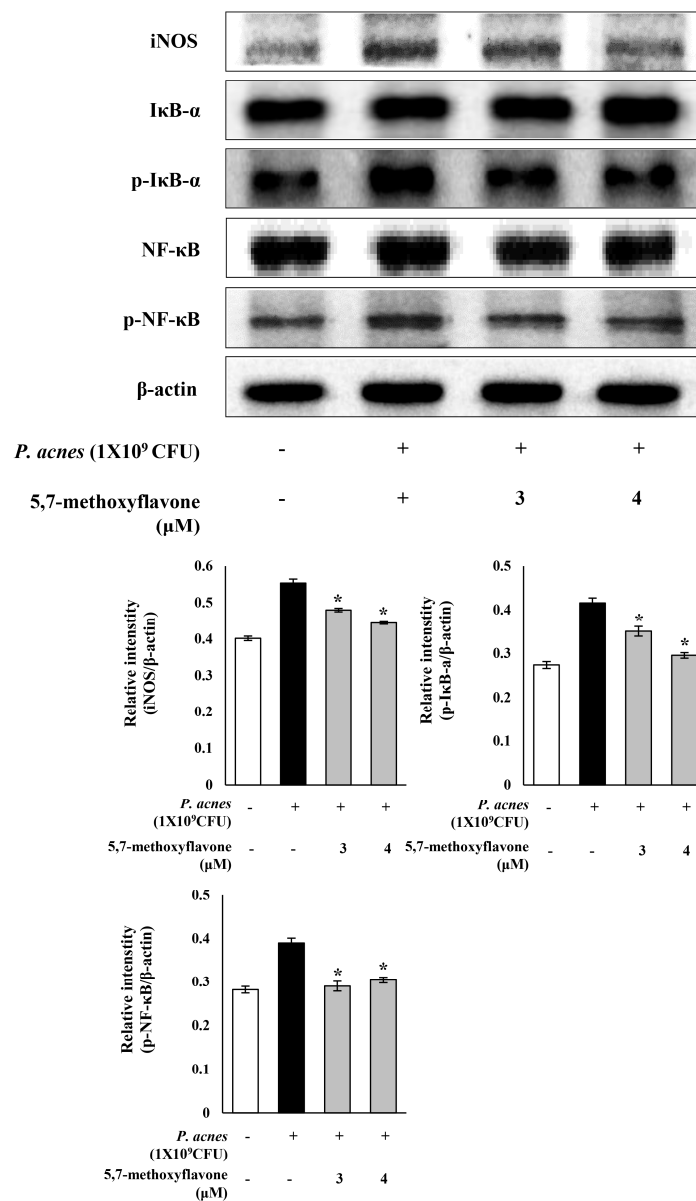 iNOS
IκB-α
p-IκB-α
NF-κB
p-NF-κB
β-actin
P. acnes (1X10⁹ CFU) - + + +
5,7-methoxyflavone - + 3 4
(μM)
Relative intenstity
(iNOS/β-actin)
0.6
0.5
0.4
0.3
0.2
0.1
0
* *
P. acnes - + + +
(1X10⁹CFU)
5,7-methoxyflavone - - 3 4
(μM)
Relative intenstity
(p-IκB-a/β-actin)
0.5
0.4
0.3
0.2
0.1
0
* *
P. acnes - + + +
(1X10⁹CFU)
5,7-methoxyflavone - - 3 4
(μM)
Relative intenstity
(p-NF-κB/β-actin)
0.5
0.4
0.3
0.2
0.1
0
* *
P. acnes - + + +
(1X10⁹CFU)
5,7-methoxyflavone - - 3 4
(μM)